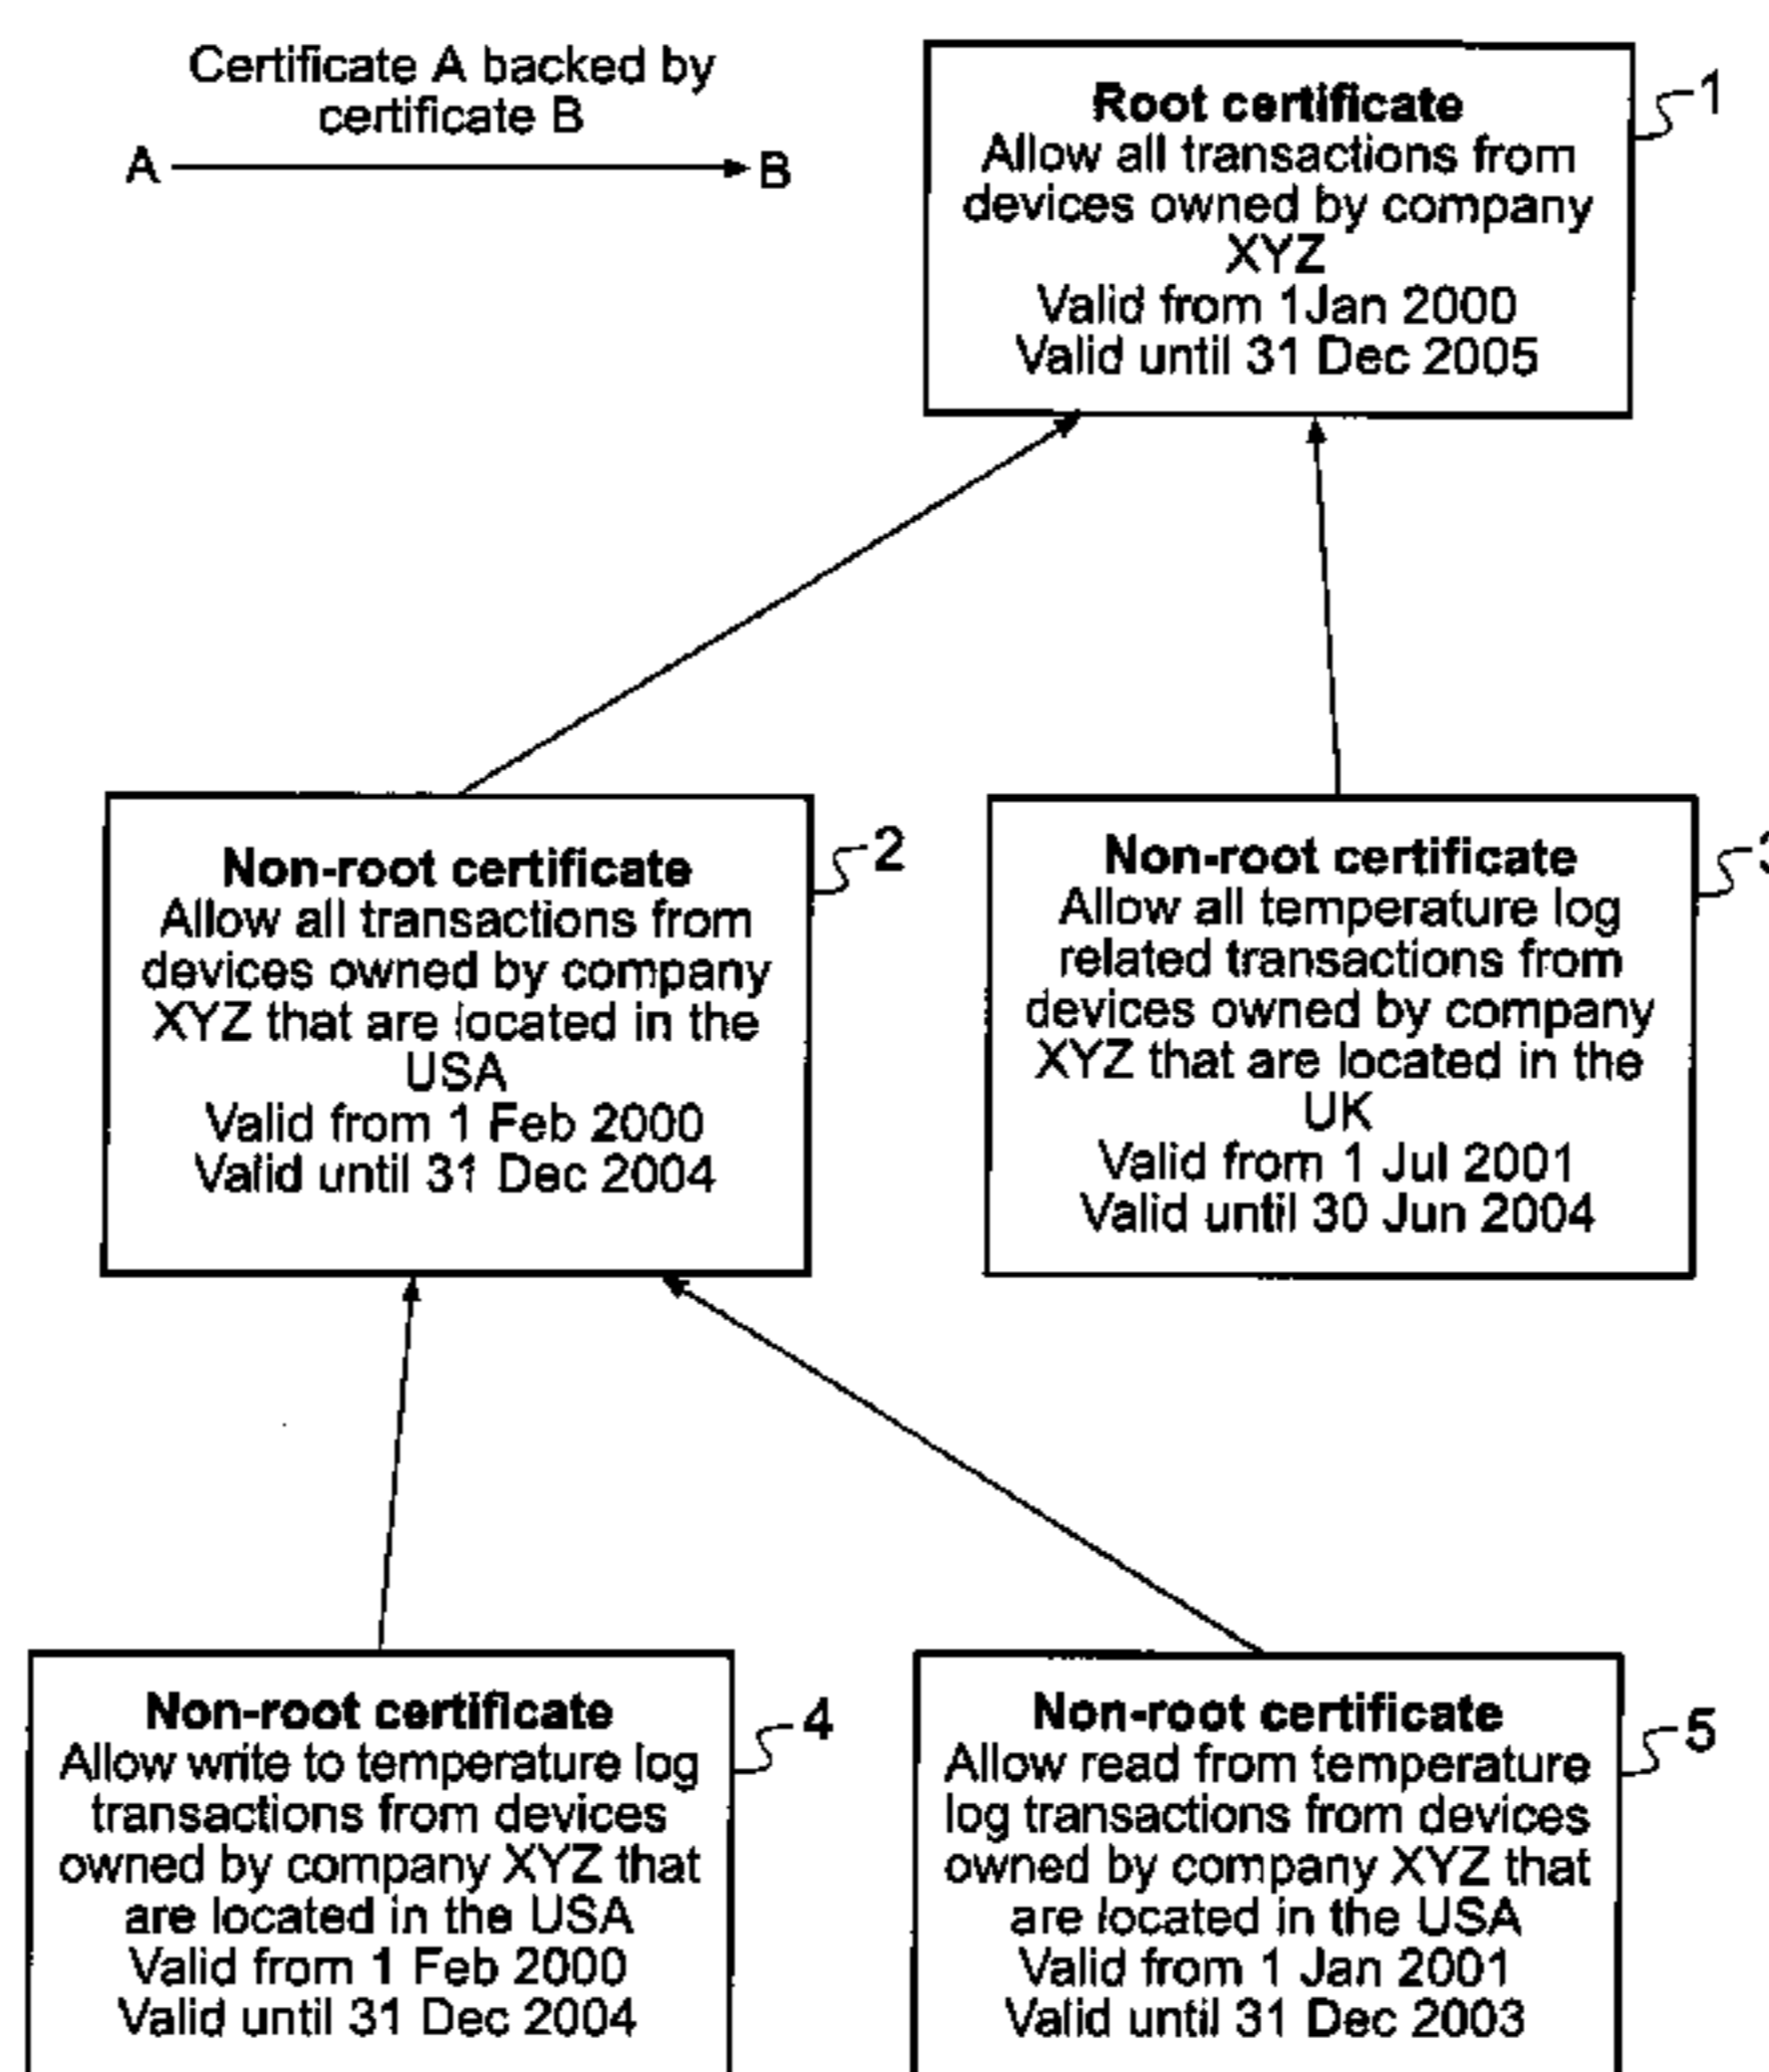 Certificate A backed by
certificate B
A
B
Root certificate
Allow all transactions from
devices owned by company
XYZ
Valid from 1Jan 2000
Valid until 31 Dec 2005
1
Non-root certificate
Allow all transactions from
devices owned by company
XYZ that are located in the
USA
Valid from 1 Feb 2000
Valid until 31 Dec 2004
2
Non-root certificate
Allow all temperature log
related transactions from
devices owned by company
XYZ that are located in the
UK
Valid from 1 Jul 2001
Valid until 30 Jun 2004
3
Non-root certificate
Allow write to temperature log
transactions from devices
owned by company XYZ that
are located in the USA
Valid from 1 Feb 2000
Valid until 31 Dec 2004
4
Non-root certificate
Allow read from temperature
log transactions from devices
owned by company XYZ that
are located in the USA
Valid from 1 Jan 2001
Valid until 31 Dec 2003
5